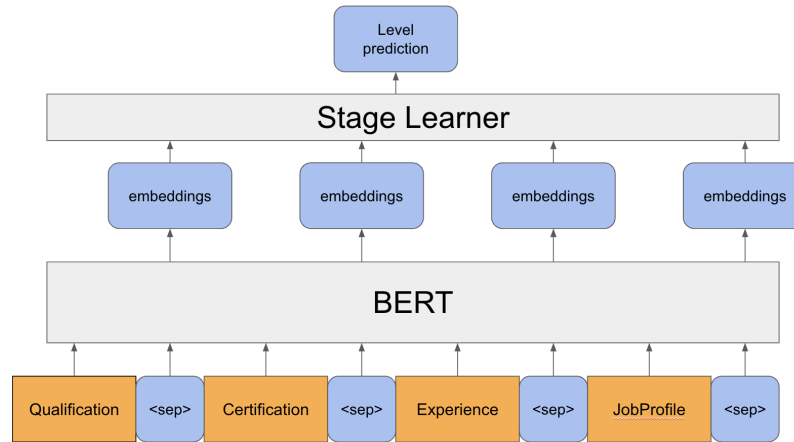 Level
prediction
Stage Learner
embeddings embeddings embeddings embeddings
BERT
Qualification <sep> Certification <sep> Experience <sep> JobProfile <sep>